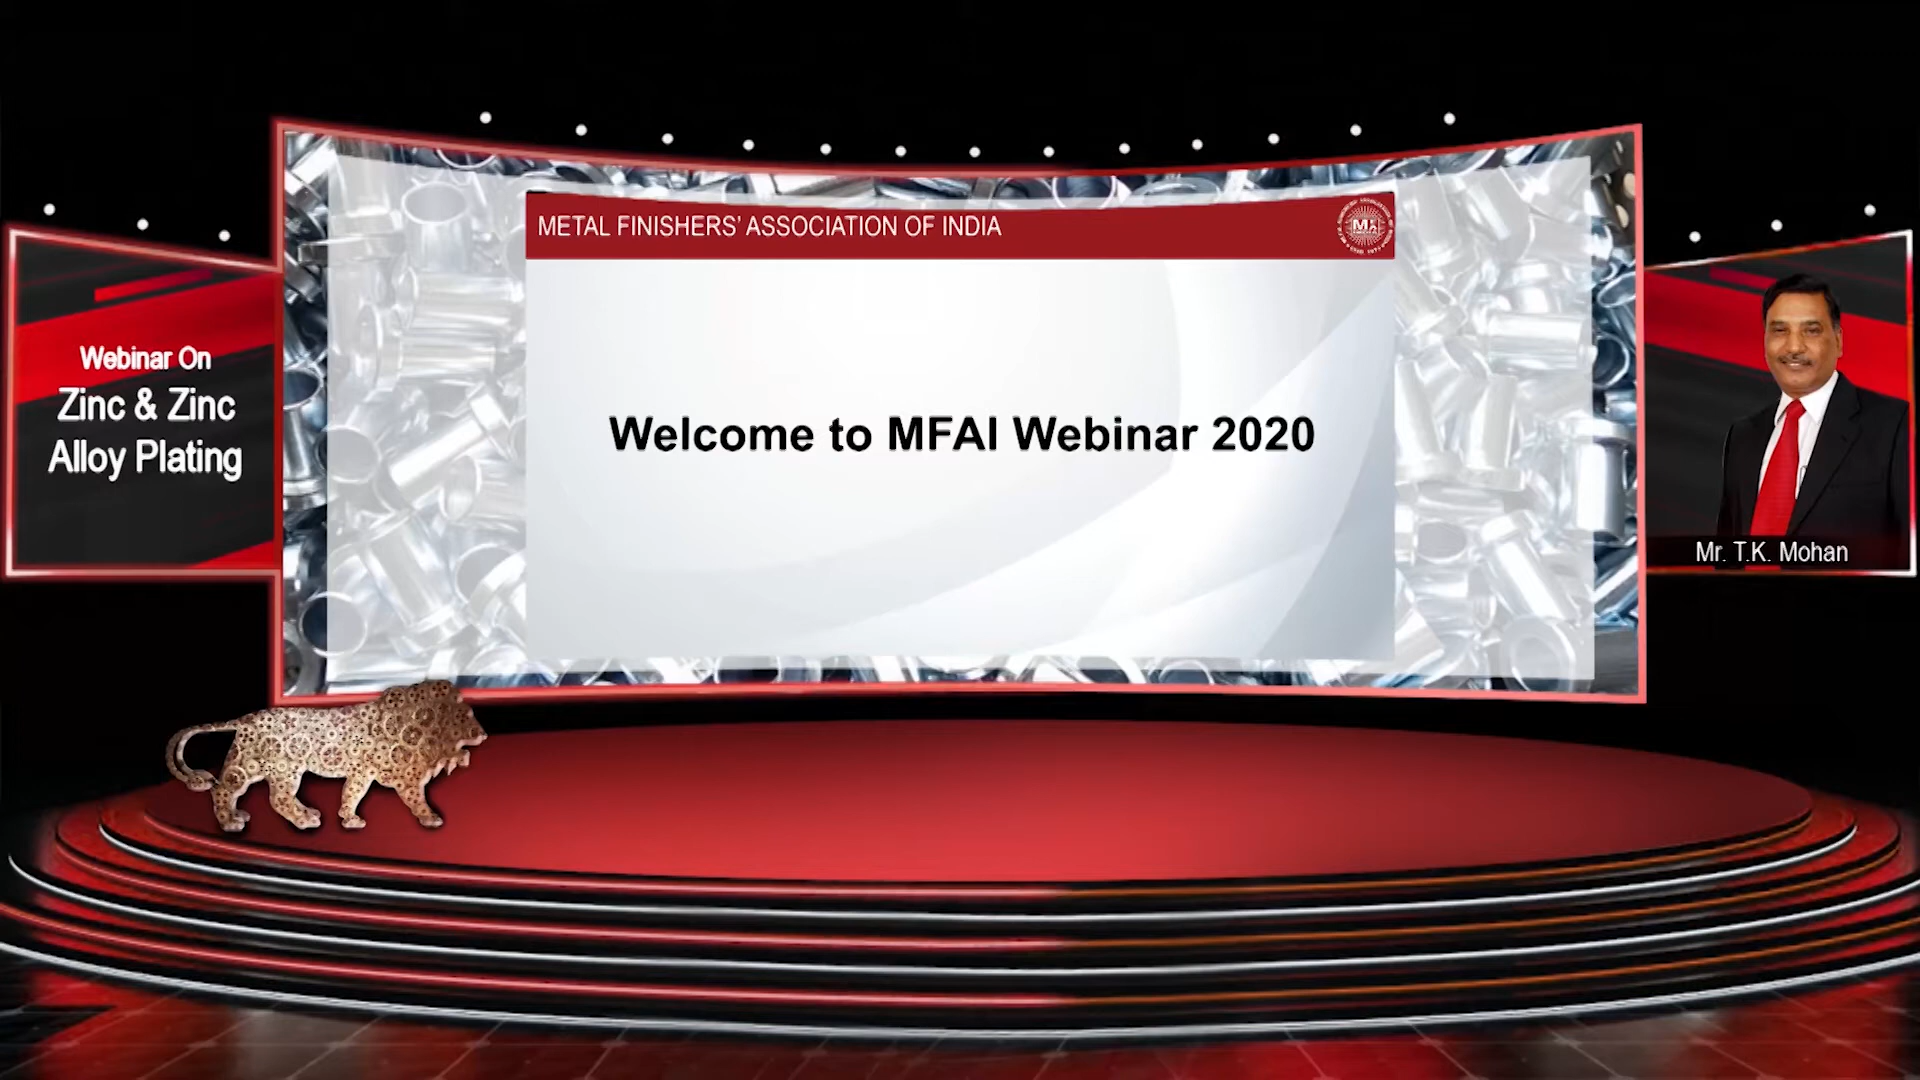 METAL FINISHERS' ASSOCIATION OF INDIA
Welcome to MFAI Webinar 2020
Webinar On
Zinc & Zinc
Alloy Plating
Mr. T.K. Mohan